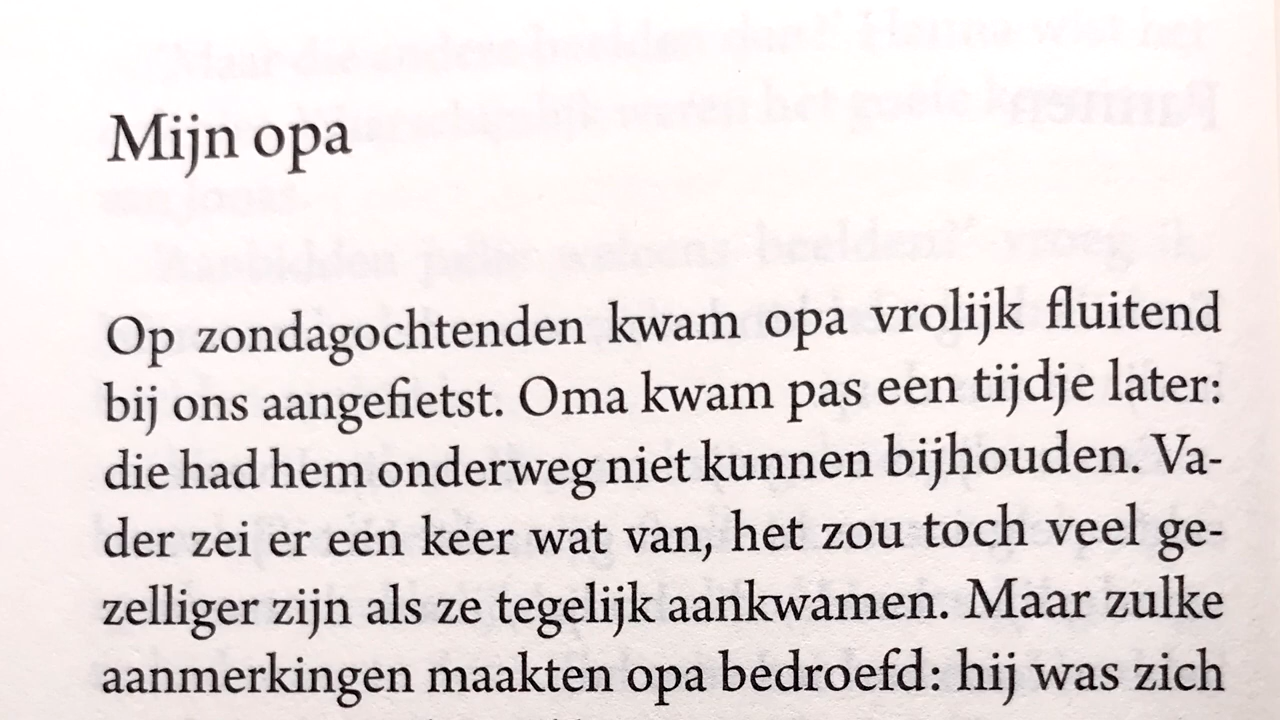 Mijn opa
Op zondagochtenden kwam opa vrolijk fluitend
bij ons aangefietst. Oma kwam pas een tijdje later:
die had hem onderweg niet kunnen bijhouden. Va-
der zei er een keer wat van, het zou toch veel ge-
zelliger zijn als ze tegelijk aankwamen. Maar zulke
aanmerkingen maakten opa bedroefd: hij was zich